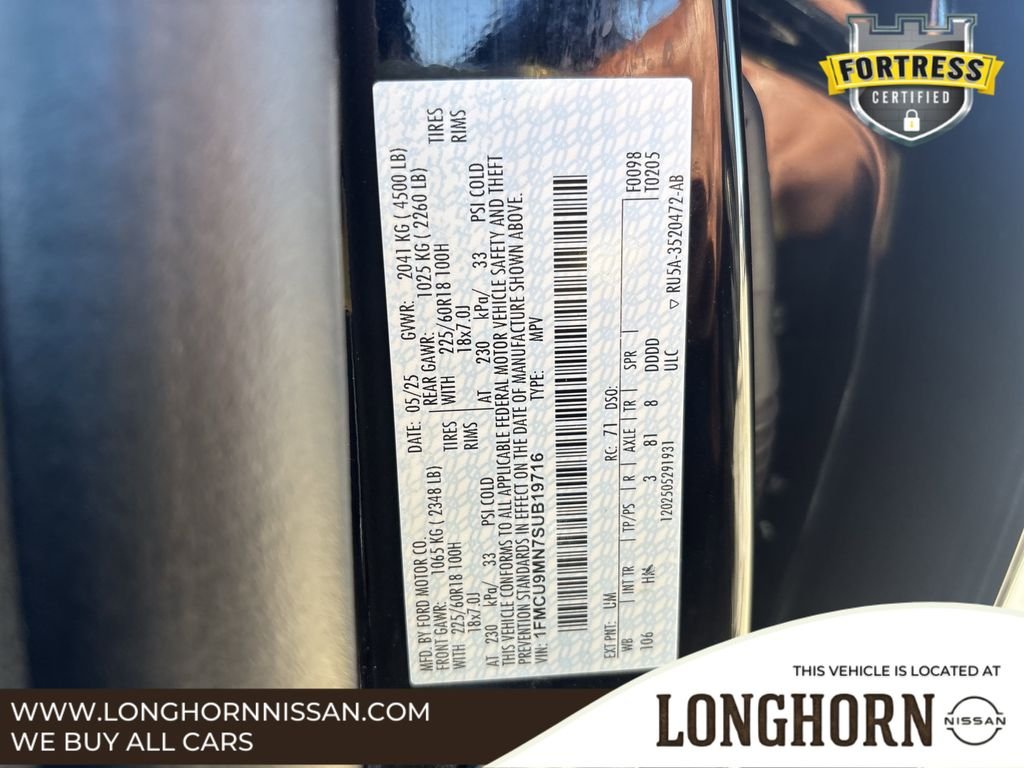 FORTRESS
CERTIFIED
MFD. BY FORD MOTOR CO.
DATE: 05/25 GVWR: 2041 KG ( 4500 LB)
FRONT GAWR: 1065 KG ( 2348 LB) REAR GAWR: 1025 KG ( 2260 LB)
WITH 225/60R18 100H TIRES WITH 225/60R18 100H TIRES
18x7.0J RIMS 18x7.0J RIMS
AT 230 kPa/ 33 PSI COLD AT 230 kPa/ 33 PSI COLD
THIS VEHICLE CONFORMS TO ALL APPLICABLE FEDERAL MOTOR VEHICLE SAFETY AND THEFT
PREVENTION STANDARDS IN EFFECT ON THE DATE OF MANUFACTURE SHOWN ABOVE.
VIN: 1FMCU9MN7SUB19716 TYPE: MPV
EXT PNT: UM RC: 71 DSO: F0098
WB INT TR TP/PS R AXLE TR SPR T0205
106 3 81 8 DDDD
1202505291931 ULC
▽ RU5A-3520472-AB
THIS VEHICLE IS LOCATED AT
LONGHORN
NISSAN
WWW.LONGHORNNISSAN.COM
WE BUY ALL CARS